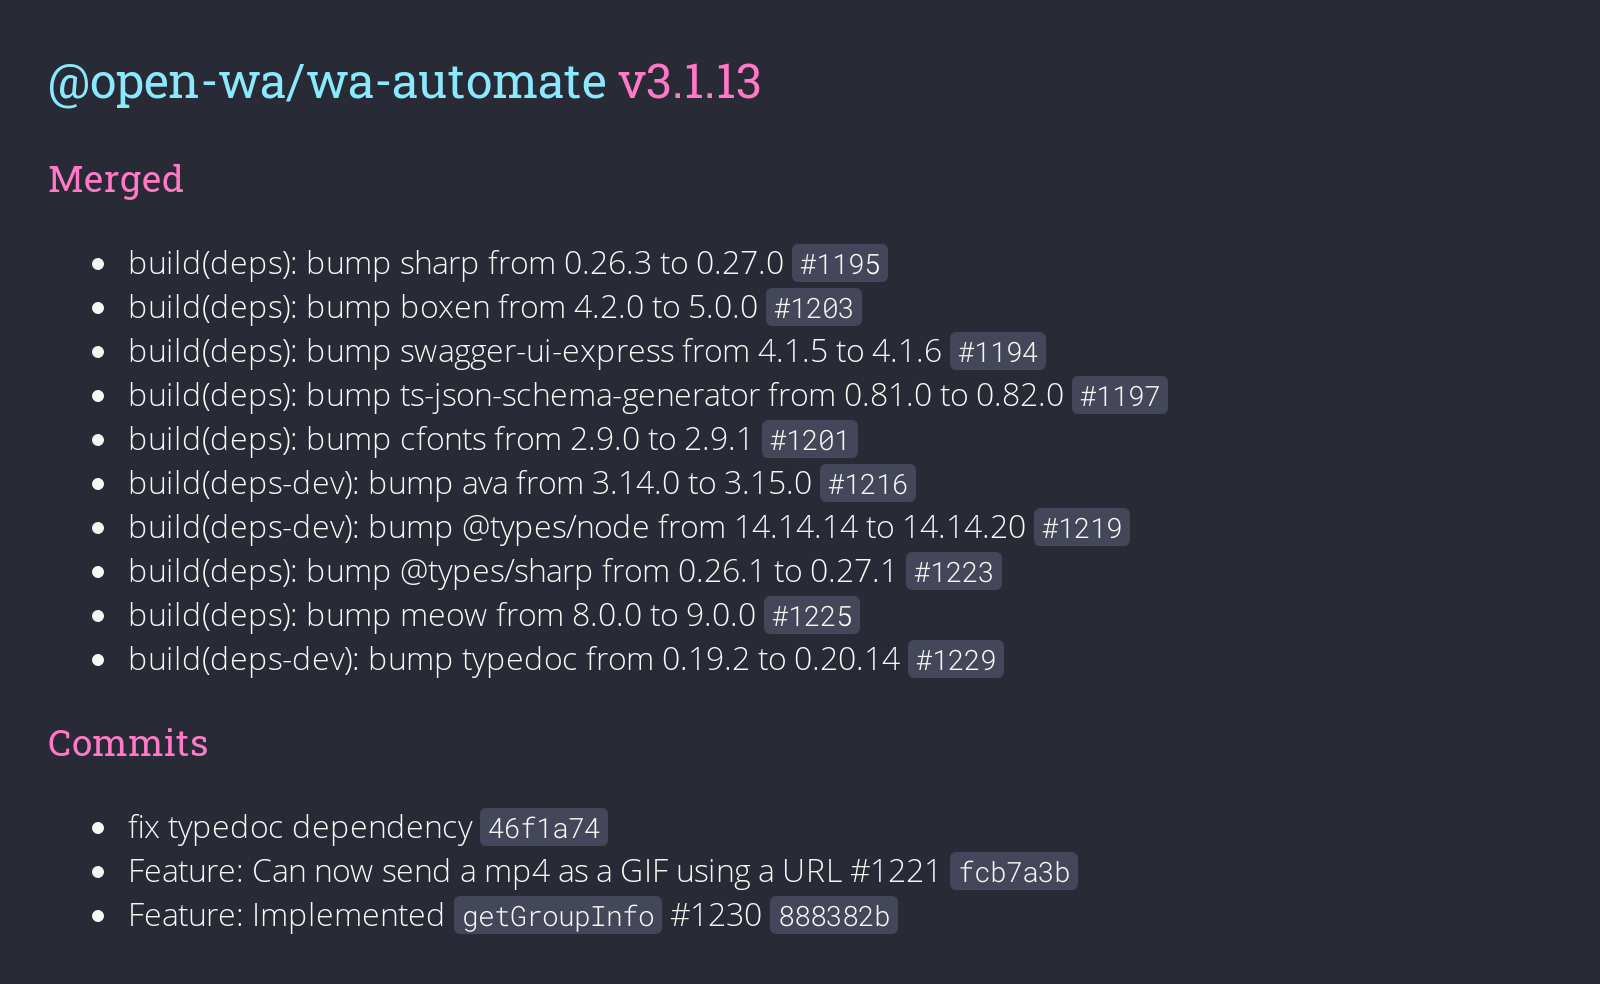 @open-wa/wa-automate v3.1.13
Merged
build(deps): bump sharp from 0.26.3 to 0.27.0 #1195
build(deps): bump boxen from 4.2.0 to 5.0.0 #1203
build(deps): bump swagger-ui-express from 4.1.5 to 4.1.6 #1194
build(deps): bump ts-json-schema-generator from 0.81.0 to 0.82.0 #1197
build(deps): bump cfonts from 2.9.0 to 2.9.1 #1201
build(deps-dev): bump ava from 3.14.0 to 3.15.0 #1216
build(deps-dev): bump @types/node from 14.14.14 to 14.14.20 #1219
build(deps): bump @types/sharp from 0.26.1 to 0.27.1 #1223
build(deps): bump meow from 8.0.0 to 9.0.0 #1225
build(deps-dev): bump typedoc from 0.19.2 to 0.20.14 #1229
Commits
fix typedoc dependency 46f1a74
Feature: Can now send a mp4 as a GIF using a URL #1221 fcb7a3b
Feature: Implemented getGroupInfo #1230 888382b